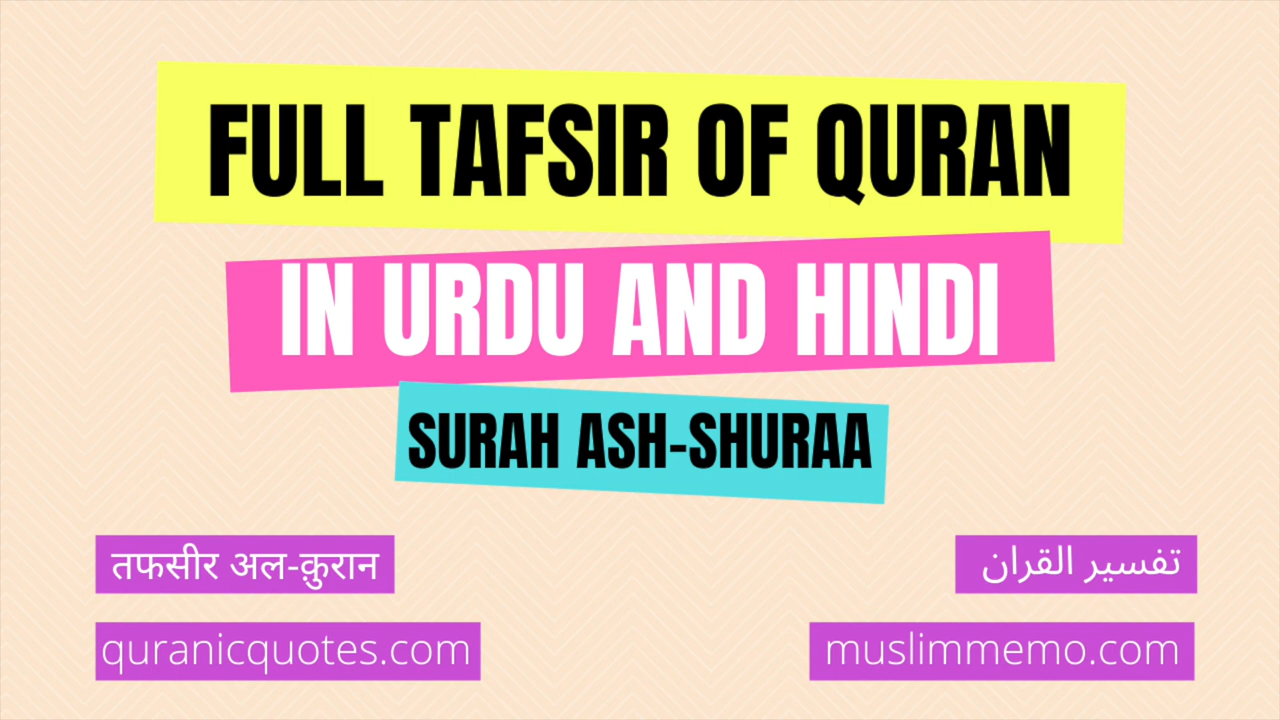 FULL TAFSIR OF QURAN
IN URDU AND HINDI
SURAH ASH-SHURAA
तफसीर अल-क़ुरान
تفسير القران
quranicquotes.com
muslimmemo.com